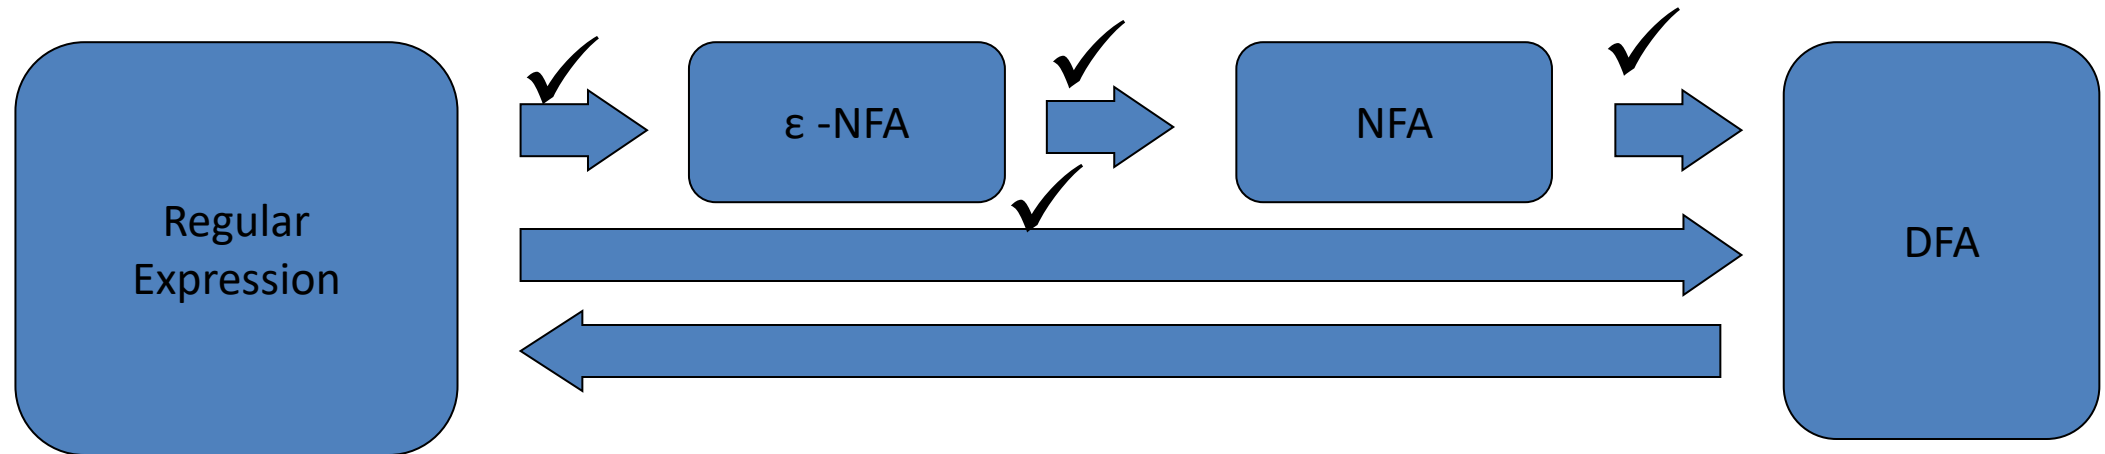 Regular
Expression
ε -NFA
NFA
DFA